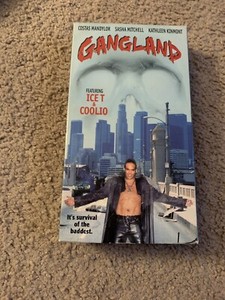 COSTAS MANDYLOR SASHA MITCHELL KATHLEEN KINMONT
GANGLAND
FEATURING
ICE T
&
COOLIO
It's survival
of the
baddest.